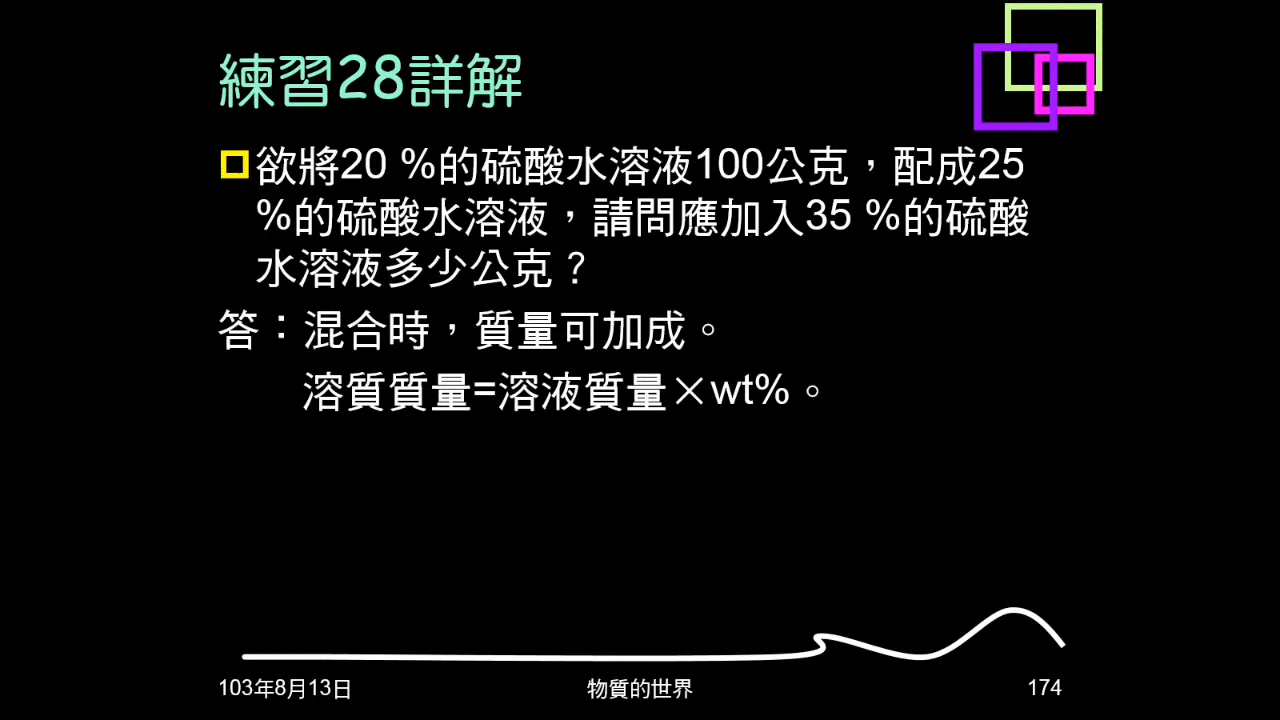 練習28詳解
欲將20 %的硫酸水溶液100公克，配成25
%的硫酸水溶液，請問應加入35 %的硫酸
水溶液多少公克？
答：混合時，質量可加成。
溶質質量=溶液質量×wt%。
103年8月13日
物質的世界
174